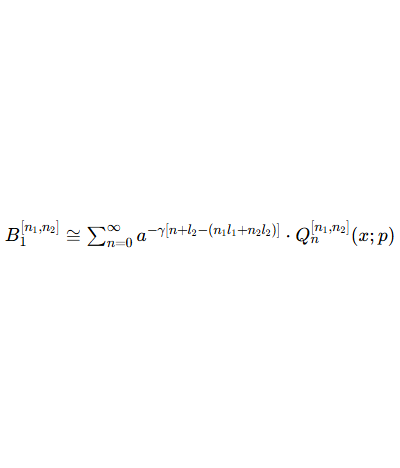 $B_1^{[n_1,n_2]} \cong \sum_{n=0}^{\infty} a^{-\gamma[n+l_2-(n_1l_1+n_2l_2)]} \cdot Q_n^{[n_1,n_2]}(x;p)$